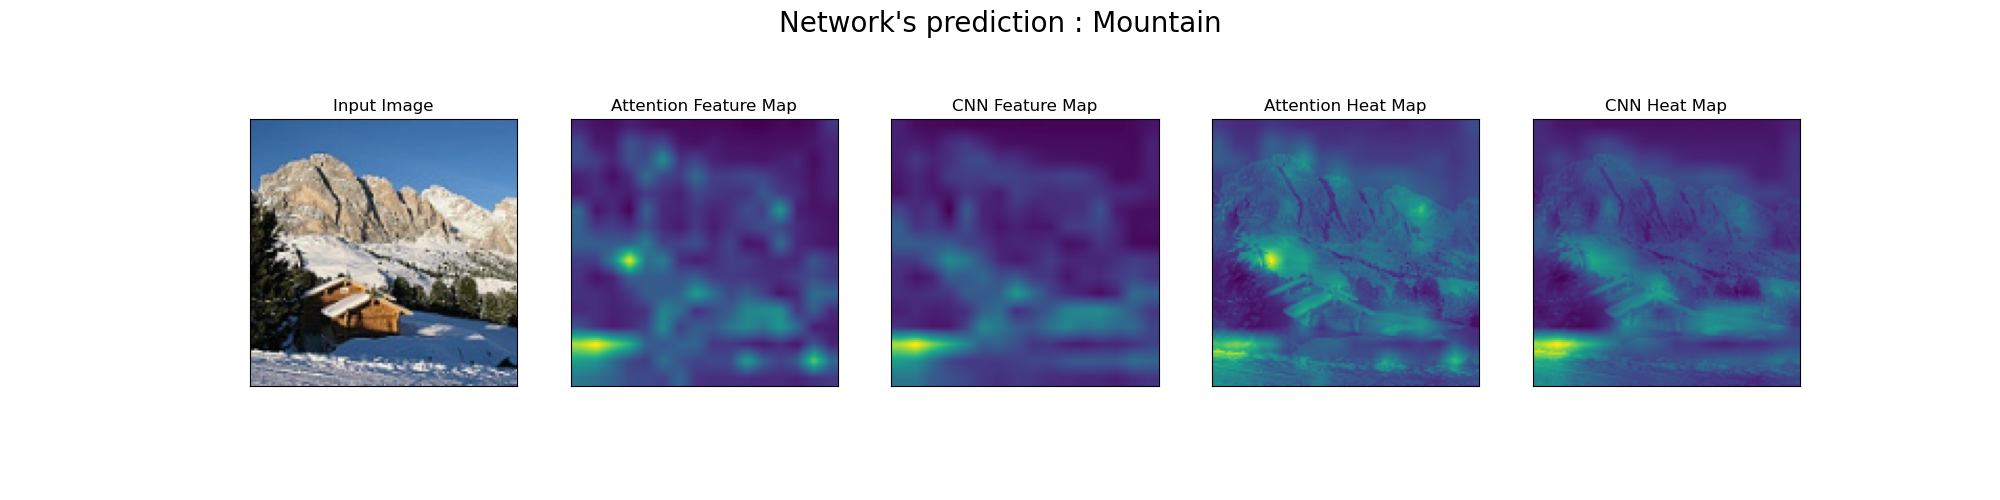 Network's prediction : Mountain
Input Image
Attention Feature Map
CNN Feature Map
Attention Heat Map
CNN Heat Map